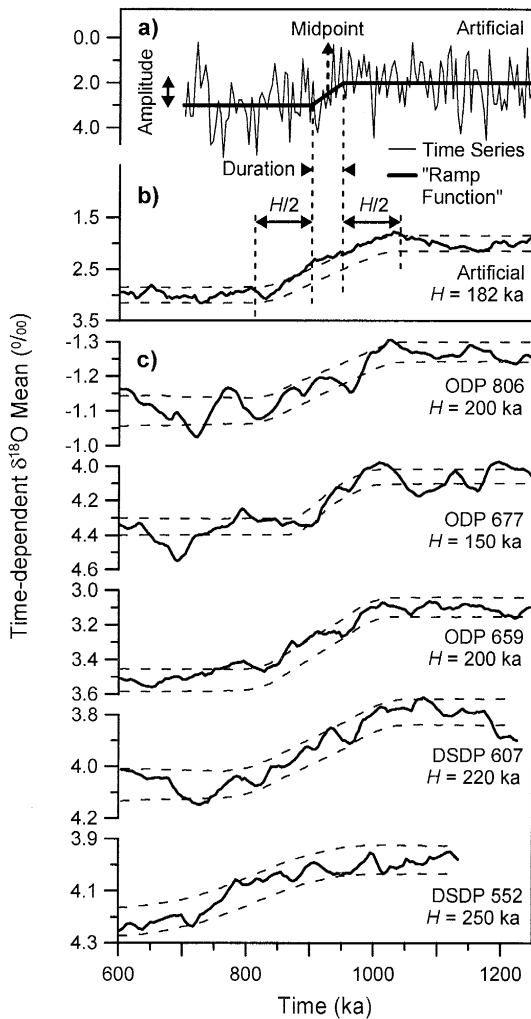 a)
Midpoint
Artificial
0.0
2.0
4.0
Amplitude
Duration
Time Series
"Ramp
Function"
b)
H/2
H/2
1.5
2.5
3.5
Artificial
H = 182 ka
c)
-1.3
-1.2
-1.1
-1.0
ODP 806
H = 200 ka
4.0
4.2
4.4
4.6
ODP 677
H = 150 ka
3.0
3.2
3.4
3.6
ODP 659
H = 200 ka
3.8
4.0
4.2
DSDP 607
H = 220 ka
3.9
4.1
4.3
DSDP 552
H = 250 ka
Time-dependent δ18O Mean (‰)
600
800
1000
1200
Time (ka)